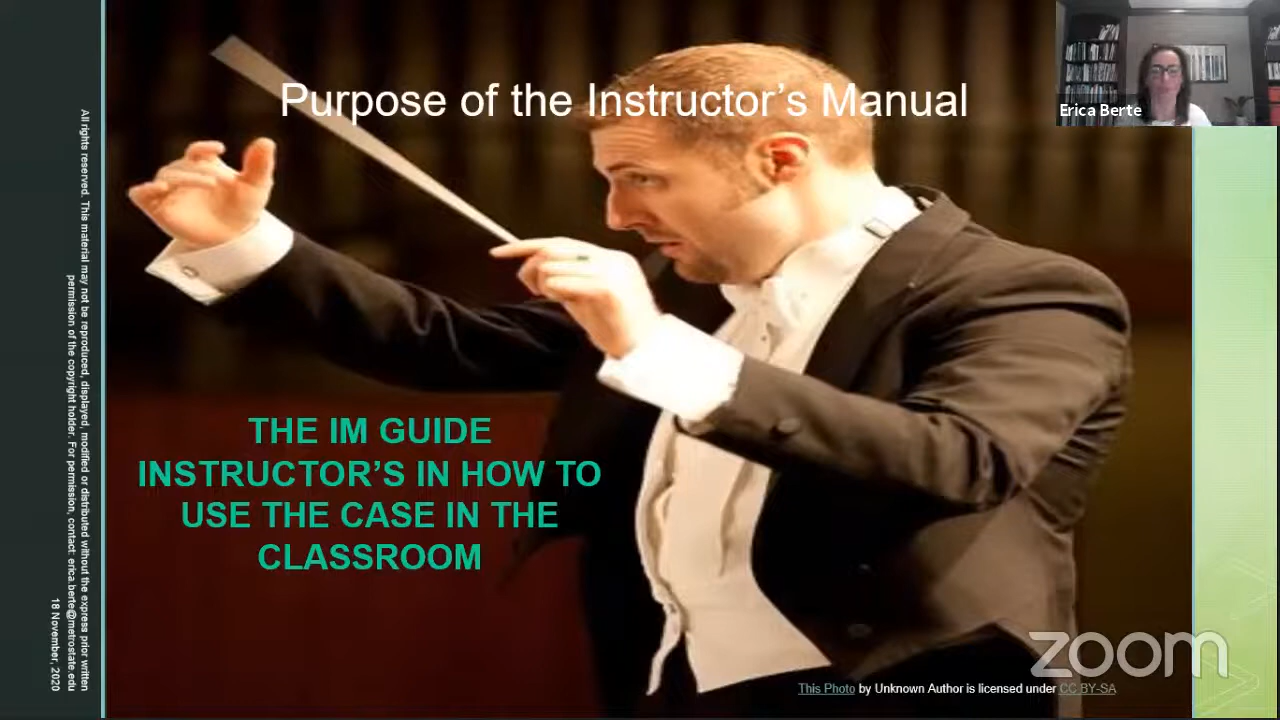 Purpose of the Instructor's Manual
Erica Berte
THE IM GUIDE
INSTRUCTOR'S IN HOW TO
USE THE CASE IN THE
CLASSROOM
All rights reserved. This material may not be reproduced, displayed, modified or distributed without the express prior written
permission of the copyright holder. For permission, contact: erica.berte@metrostate.edu
18 November, 2020
zoom
This Photo by Unknown Author is licensed under CC BY-SA